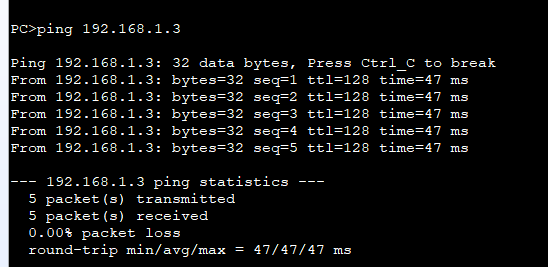 PC>ping 192.168.1.3
Ping 192.168.1.3: 32 data bytes, Press Ctrl_C to break
From 192.168.1.3: bytes=32 seq=1 ttl=128 time=47 ms
From 192.168.1.3: bytes=32 seq=2 ttl=128 time=47 ms
From 192.168.1.3: bytes=32 seq=3 ttl=128 time=47 ms
From 192.168.1.3: bytes=32 seq=4 ttl=128 time=47 ms
From 192.168.1.3: bytes=32 seq=5 ttl=128 time=47 ms
--- 192.168.1.3 ping statistics ---
5 packet(s) transmitted
5 packet(s) received
0.00% packet loss
round-trip min/avg/max = 47/47/47 ms